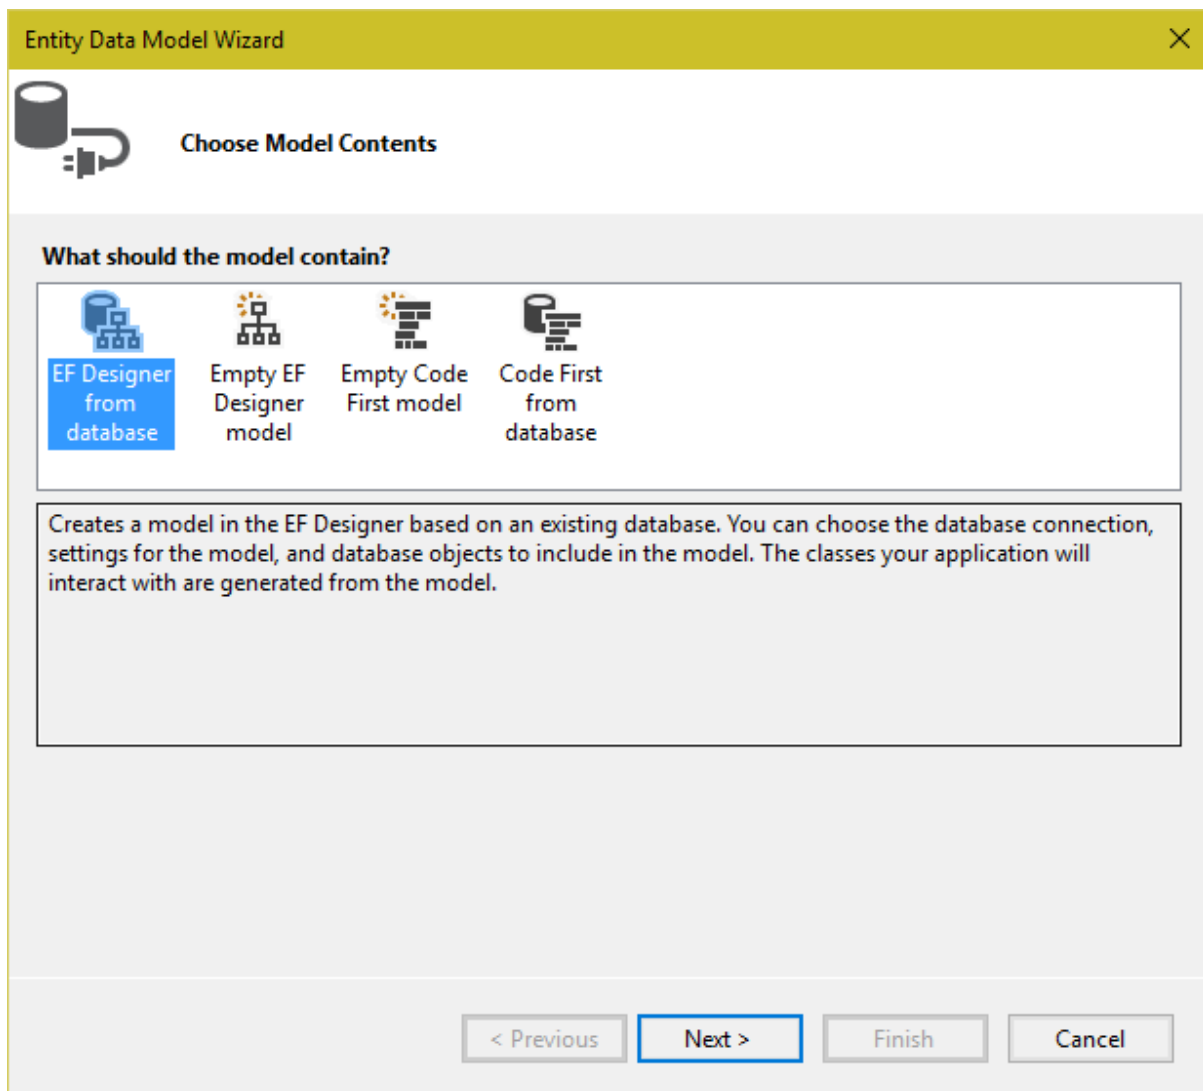 Entity Data Model Wizard
Choose Model Contents
What should the model contain?
EF Designer
from
database
Empty EF
Designer
model
Empty Code
First model
Code First
from
database
Creates a model in the EF Designer based on an existing database. You can choose the database connection,
settings for the model, and database objects to include in the model. The classes your application will
interact with are generated from the model.
< Previous
Next >
Finish
Cancel